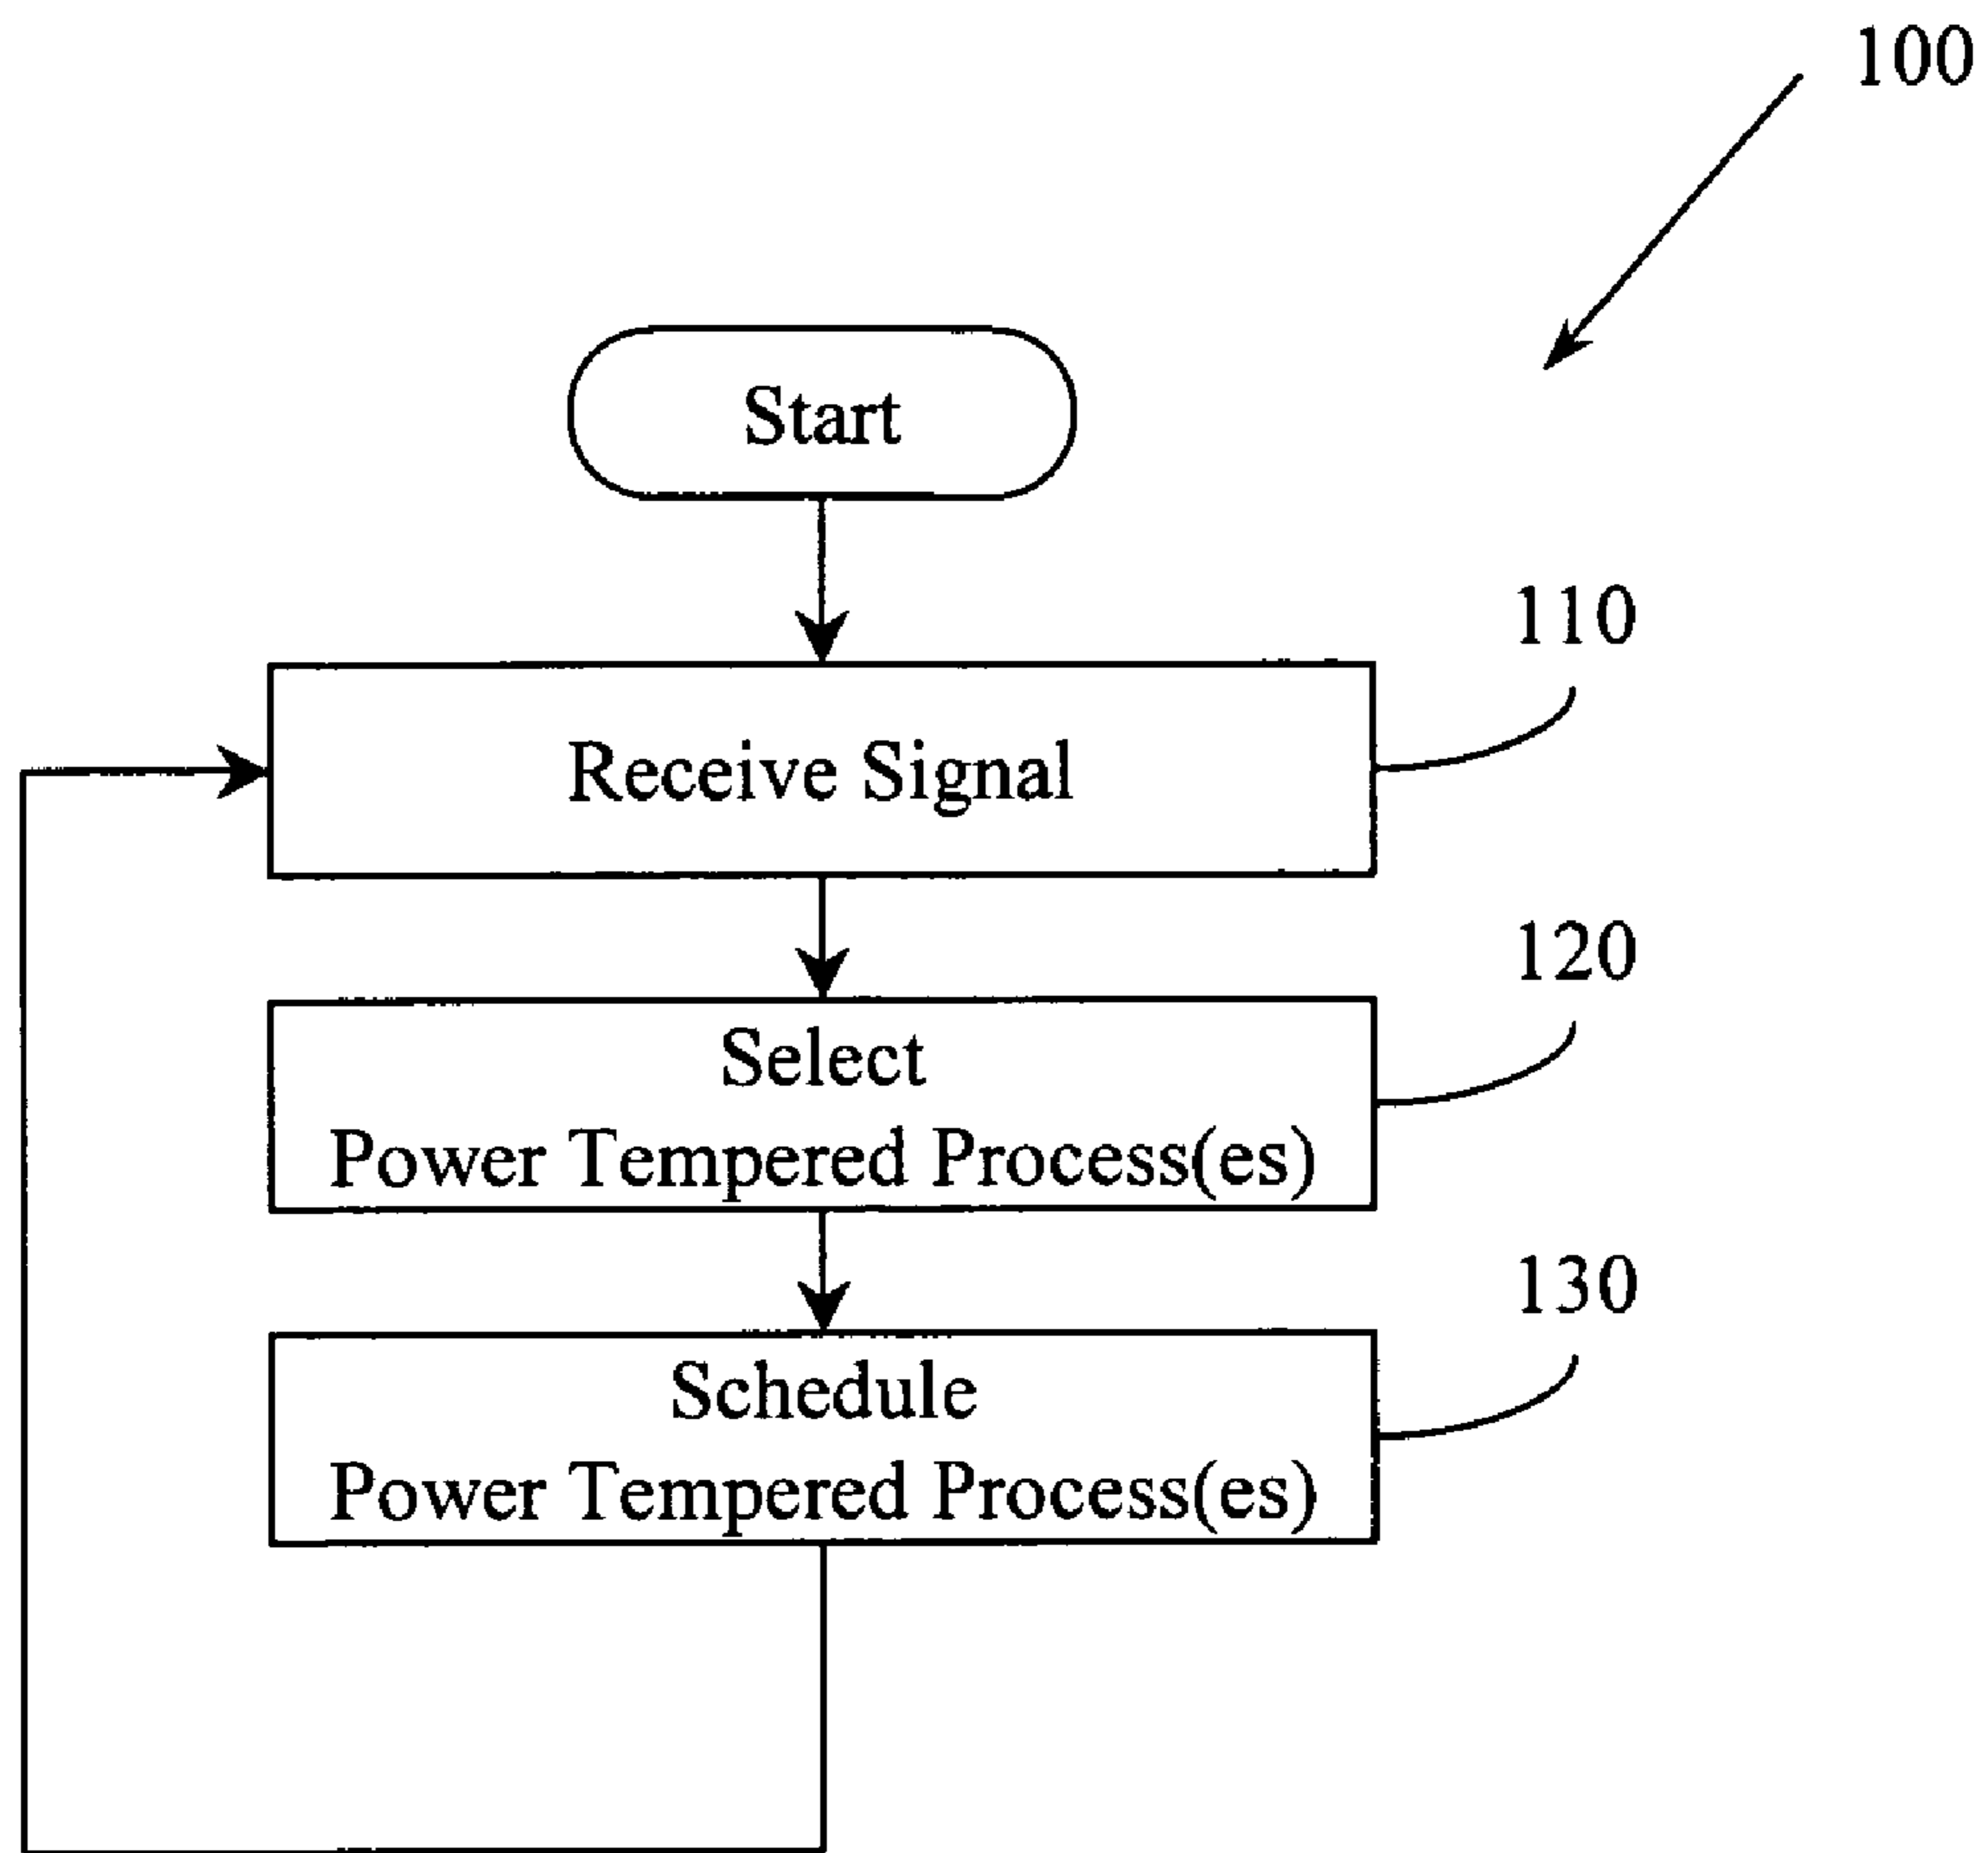 100
Start
110
Receive Signal
120
Select
Power Tempered Process(es)
130
Schedule
Power Tempered Process(es)